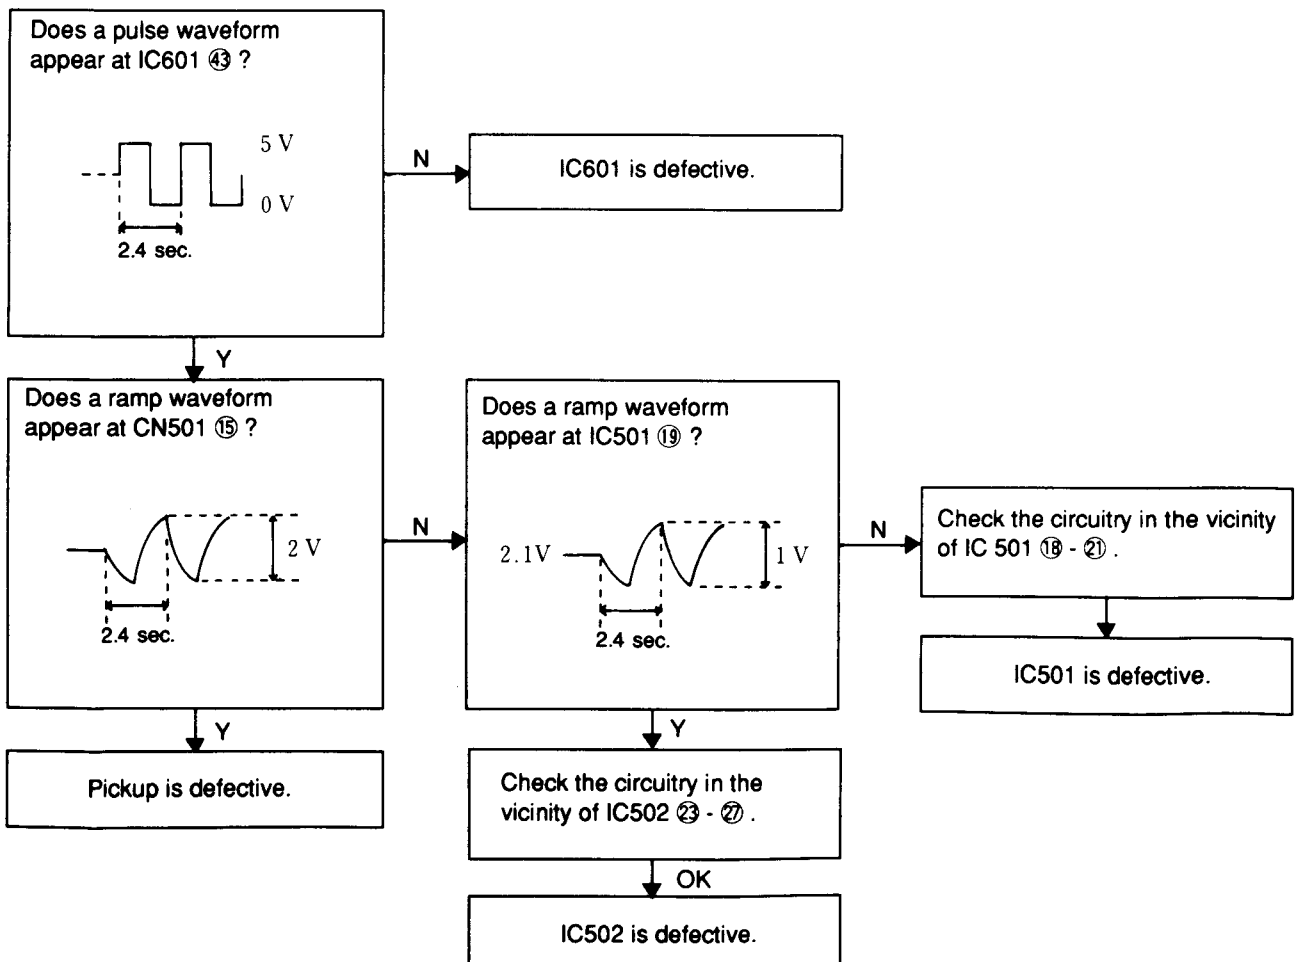 Does a pulse waveform
appear at IC601 ㊸ ?
5 V
0 V
2.4 sec.
N
IC601 is defective.
Y
Does a ramp waveform
appear at CN501 ⑮ ?
2 V
2.4 sec.
N
Does a ramp waveform
appear at IC501 ⑲ ?
2.1V
1 V
2.4 sec.
N
Check the circuitry in the vicinity
of IC 501 ⑱ - ㉑ .
IC501 is defective.
Y
Pickup is defective.
Y
Check the circuitry in the
vicinity of IC502 ㉓ - ㉗ .
OK
IC502 is defective.